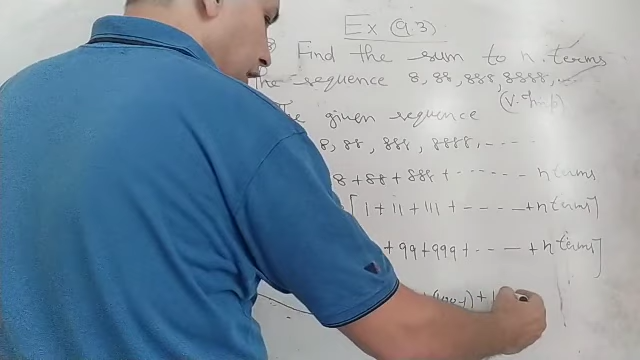 Ex (9.3)
Find the sum to n. terms
the sequence 8, 88, 888, 8888, ...
The given sequence (V.Imp)
8, 88, 888, 8888, ......
8 + 88 + 888 + ...... n terms
[1 + 11 + 111 + ----- + n terms]
+ 99 + 999 + ----- + n terms]